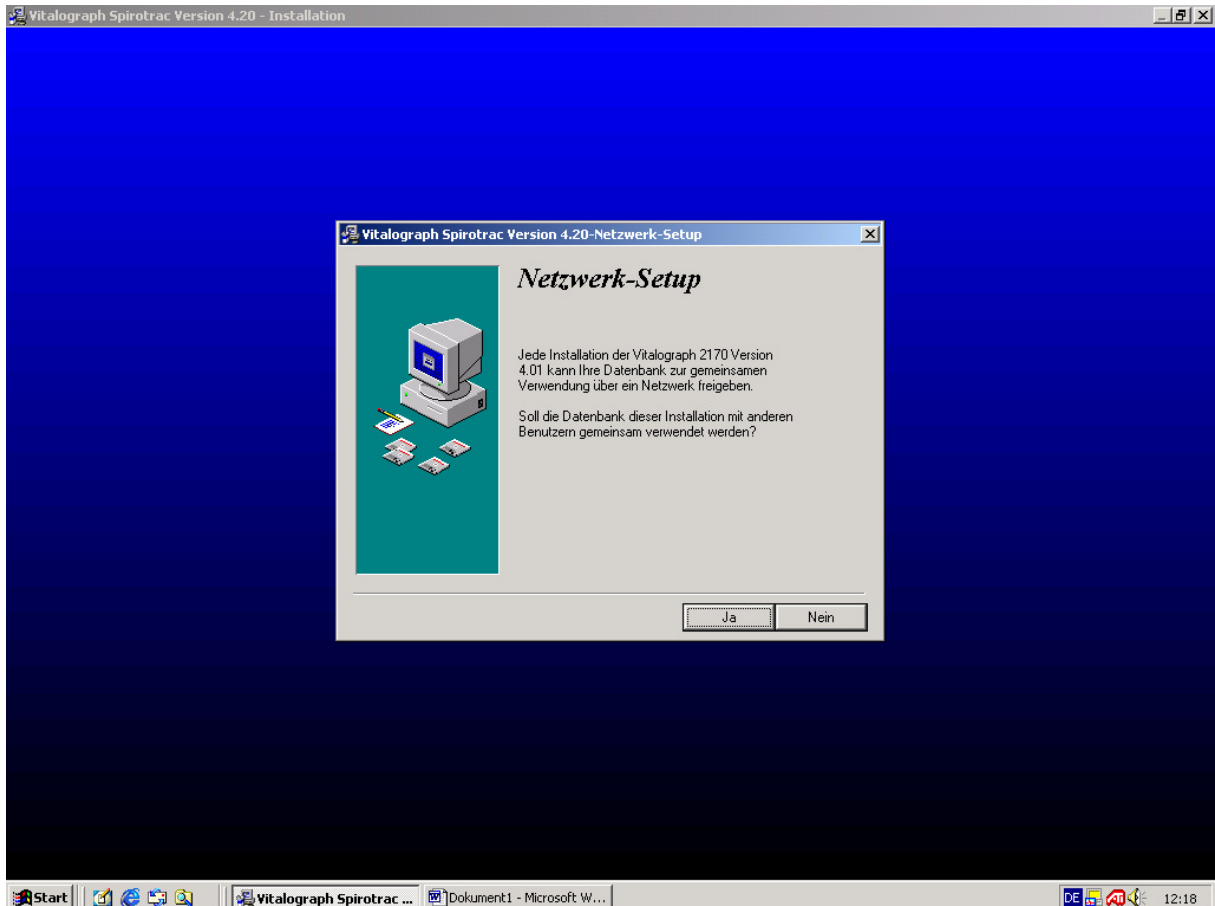 Vitalograph Spirotrac Version 4.20 - Installation
Vitalograph Spirotrac Version 4.20-Netzwerk-Setup
Netzwerk-Setup
Jede Installation der Vitalograph 2170 Version
4.01 kann Ihre Datenbank zur gemeinsamen
Verwendung über ein Netzwerk freigeben.
Soll die Datenbank dieser Installation mit anderen
Benutzern gemeinsam verwendet werden?
Ja Nein
Start Vitalograph Spirotrac ... Dokument1 - Microsoft W... DE 12:18